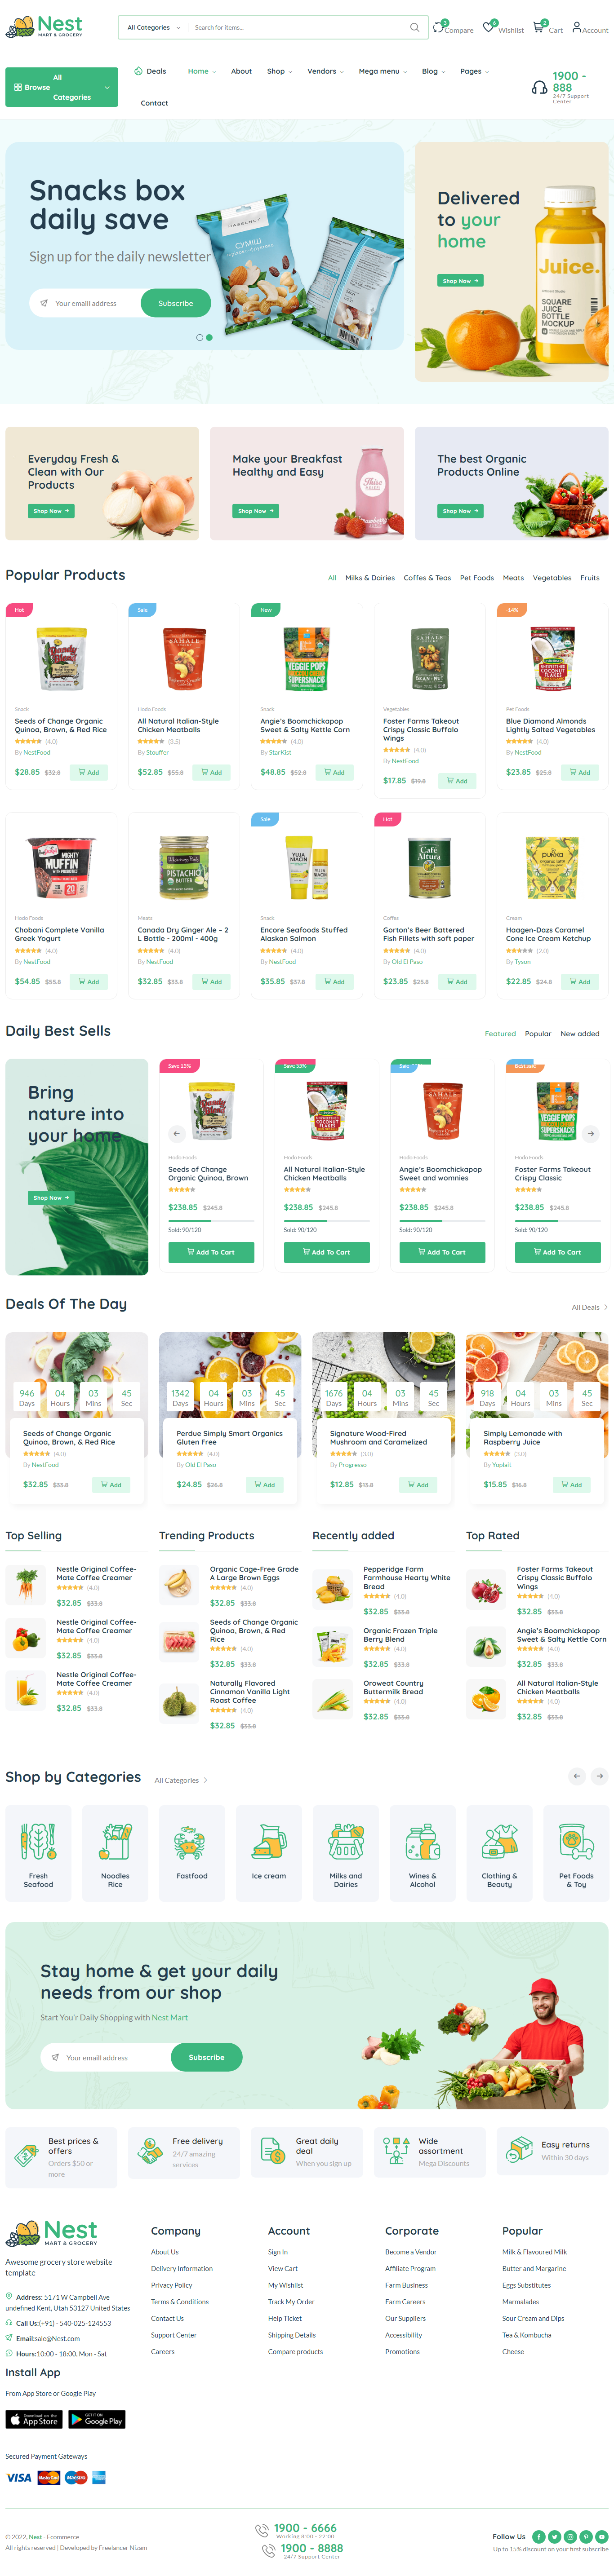 Nest
MART & GROCERY
All Categories
Search for items...
Compare
Wishlist
Cart
Account
Browse All Categories
Deals
Home
About
Shop
Vendors
Mega menu
Blog
Pages
Contact
1900 - 888
24/7 Support Center
Snacks box
daily save
Sign up for the daily newsletter
Your emaill address
Subscribe
Delivered
to your
home
Shop Now
Juice.
SQUARE
JUICE
BOTTLE
MOCKUP
Everyday Fresh &
Clean with Our
Products
Shop Now
Make your Breakfast
Healthy and Easy
Shop Now
The best Organic
Products Online
Shop Now
Popular Products
All
Milks & Dairies
Coffes & Teas
Pet Foods
Meats
Vegetables
Fruits
Hot
Snack
Seeds of Change Organic
Quinoa, Brown, & Red Rice
(4.0)
By NestFood
$28.85 $32.8
Add
Sale
Hodo Foods
All Natural Italian-Style
Chicken Meatballs
(3.5)
By Stouffer
$52.85 $55.8
Add
New
Snack
Angie's Boomchickapop
Sweet & Salty Kettle Corn
(4.0)
By StarKist
$48.85 $52.8
Add
Vegetables
Foster Farms Takeout
Crispy Classic Buffalo
Wings
(4.0)
By NestFood
$17.85 $19.8
Add
-14%
Pet Foods
Blue Diamond Almonds
Lightly Salted Vegetables
(4.0)
By NestFood
$23.85 $25.8
Add
Hodo Foods
Chobani Complete Vanilla
Greek Yogurt
(4.0)
By NestFood
$54.85 $55.8
Add
Meats
Canada Dry Ginger Ale – 2
L Bottle - 200ml - 400g
(4.0)
By NestFood
$32.85 $33.8
Add
Sale
Snack
Encore Seafoods Stuffed
Alaskan Salmon
(4.0)
By NestFood
$35.85 $37.8
Add
Hot
Coffes
Gorton's Beer Battered
Fish Fillets with soft paper
(4.0)
By Old El Paso
$23.85 $25.8
Add
Cream
Haagen-Dazs Caramel
Cone Ice Cream Ketchup
(2.0)
By Tyson
$22.85 $24.8
Add
Daily Best Sells
Featured
Popular
New added
Bring
nature into
your home
Shop Now
Save 15%
Hodo Foods
Seeds of Change
Organic Quinoa, Brown
$238.85 $245.8
Sold: 90/120
Add To Cart
Save 35%
Hodo Foods
All Natural Italian-Style
Chicken Meatballs
$238.85 $245.8
Sold: 90/120
Add To Cart
Sale
Hodo Foods
Angie's Boomchickapop
Sweet and womnies
$238.85 $245.8
Sold: 90/120
Add To Cart
Best sale
Hodo Foods
Foster Farms Takeout
Crispy Classic
$238.85 $245.8
Sold: 90/120
Add To Cart
Deals Of The Day
All Deals
946 04 03 45
Days Hours Mins Sec
Seeds of Change Organic
Quinoa, Brown, & Red Rice
(4.0)
By NestFood
$32.85 $33.8
Add
1342 04 03 45
Days Hours Mins Sec
Perdue Simply Smart Organics
Gluten Free
(4.0)
By Old El Paso
$24.85 $26.8
Add
1676 04 03 45
Days Hours Mins Sec
Signature Wood-Fired
Mushroom and Caramelized
(3.0)
By Progresso
$12.85 $13.8
Add
918 04 03 45
Days Hours Mins Sec
Simply Lemonade with
Raspberry Juice
(3.0)
By Yoplait
$15.85 $16.8
Add
Top Selling
Nestle Original Coffee-
Mate Coffee Creamer
(4.0)
$32.85 $33.8
Nestle Original Coffee-
Mate Coffee Creamer
(4.0)
$32.85 $33.8
Nestle Original Coffee-
Mate Coffee Creamer
(4.0)
$32.85 $33.8
Trending Products
Organic Cage-Free Grade
A Large Brown Eggs
(4.0)
$32.85 $33.8
Seeds of Change Organic
Quinoa, Brown, & Red
Rice
(4.0)
$32.85 $33.8
Naturally Flavored
Cinnamon Vanilla Light
Roast Coffee
(4.0)
$32.85 $33.8
Recently added
Pepperidge Farm
Farmhouse Hearty White
Bread
(4.0)
$32.85 $33.8
Organic Frozen Triple
Berry Blend
(4.0)
$32.85 $33.8
Oroweat Country
Buttermilk Bread
(4.0)
$32.85 $33.8
Top Rated
Foster Farms Takeout
Crispy Classic Buffalo
Wings
(4.0)
$32.85 $33.8
Angie's Boomchickapop
Sweet & Salty Kettle Corn
(4.0)
$32.85 $33.8
All Natural Italian-Style
Chicken Meatballs
(4.0)
$32.85 $33.8
Shop by Categories
All Categories
Fresh
Seafood
Noodles
Rice
Fastfood
Ice cream
Milks and
Dairies
Wines &
Alcohol
Clothing &
Beauty
Pet Foods
& Toy
Stay home & get your daily
needs from our shop
Start You'r Daily Shopping with Nest Mart
Your emaill address
Subscribe
Best prices &
offers
Orders $50 or
more
Free delivery
24/7 amazing
services
Great daily
deal
When you sign up
Wide
assortment
Mega Discounts
Easy returns
Within 30 days
Nest
MART & GROCERY
Awesome grocery store website
template
Address: 5171 W Campbell Ave
undefined Kent, Utah 53127 United States
Call Us:(+91) - 540-025-124553
Email:sale@Nest.com
Hours:10:00 - 18:00, Mon - Sat
Install App
From App Store or Google Play
Download on the
App Store
GET IT ON
Google Play
Secured Payment Gateways
VISA
MasterCard
Maestro
Company
About Us
Delivery Information
Privacy Policy
Terms & Conditions
Contact Us
Support Center
Careers
Account
Sign In
View Cart
My Wishlist
Track My Order
Help Ticket
Shipping Details
Compare products
Corporate
Become a Vendor
Affiliate Program
Farm Business
Farm Careers
Our Suppliers
Accessibility
Promotions
Popular
Milk & Flavoured Milk
Butter and Margarine
Eggs Substitutes
Marmalades
Sour Cream and Dips
Tea & Kombucha
Cheese
© 2022, Nest - Ecommerce
All rights reserved | Developed by Freelancer Nizam
1900 - 6666
Working 8:00 - 22:00
1900 - 8888
24/7 Support Center
Follow Us
Up to 15% discount on your first subscribe